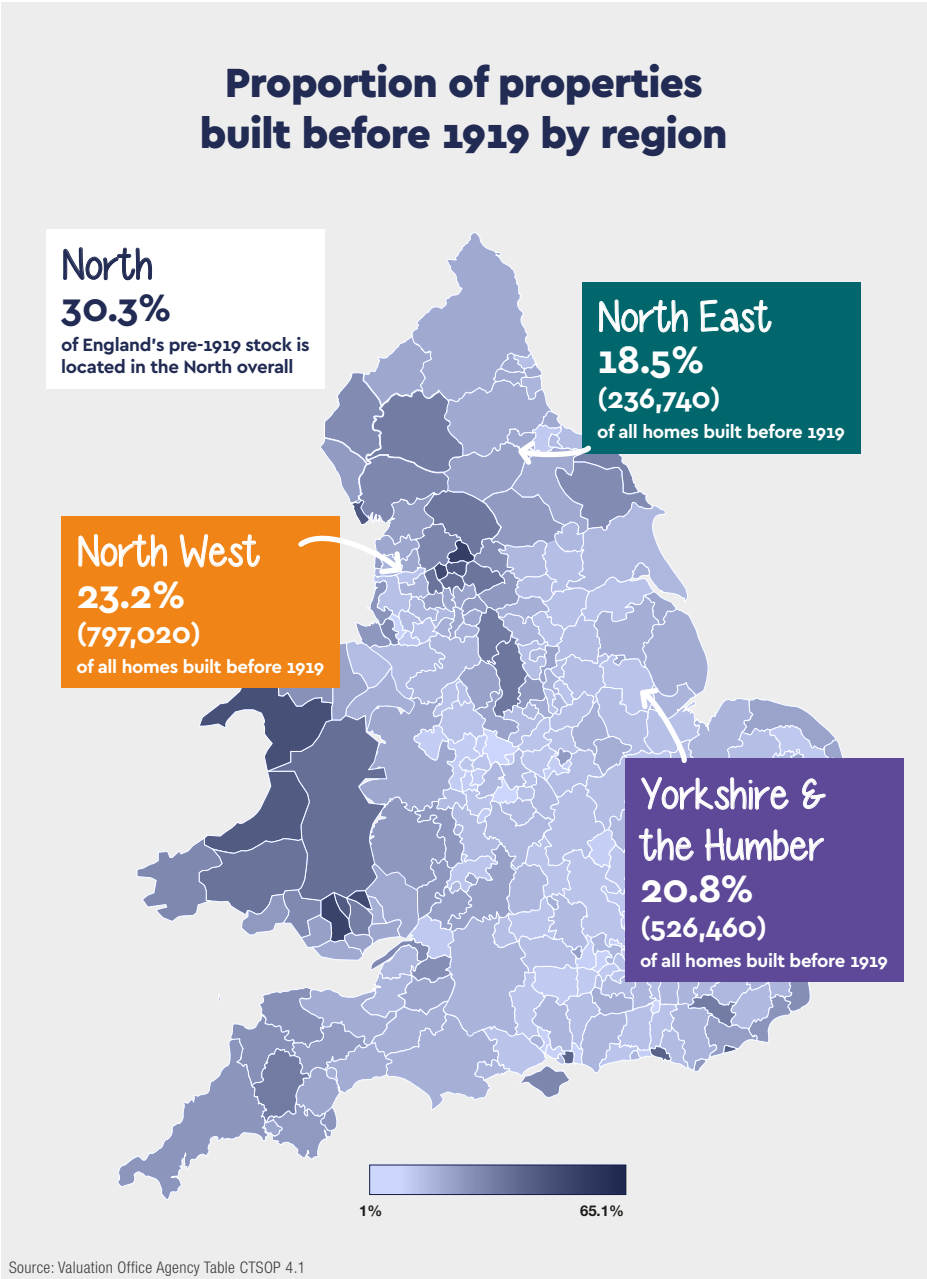 Proportion of properties
built before 1919 by region
North
30.3%
of England's pre-1919 stock is
located in the North overall
North East
18.5%
(236,740)
of all homes built before 1919
North West
23.2%
(797,020)
of all homes built before 1919
Yorkshire &
the Humber
20.8%
(526,460)
of all homes built before 1919
1%
65.1%
Source: Valuation Office Agency Table CTSOP 4.1